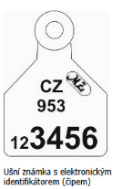 CZ
953
123456
Ušní známka s elektronickým
identifikátorem (čipem)